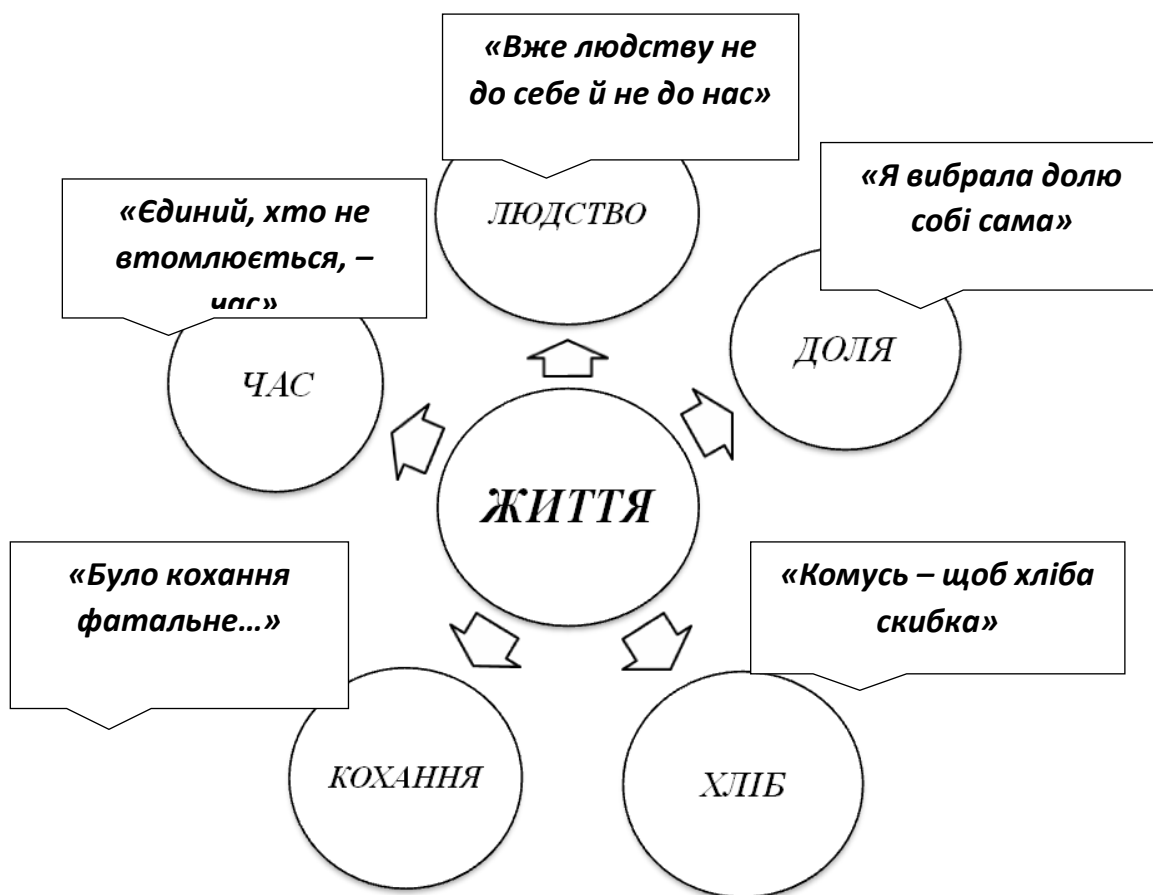 «Вже людству не
до себе й не до нас»
ЛЮДСТВО
«Я вибрала долю
собі сама»
ДОЛЯ
«Єдиний, хто не
втомлюється, –
час»
ЧАС
ЖИТТЯ
«Було кохання
фатальне…»
КОХАННЯ
«Комусь – щоб хліба
скибка»
ХЛІБ